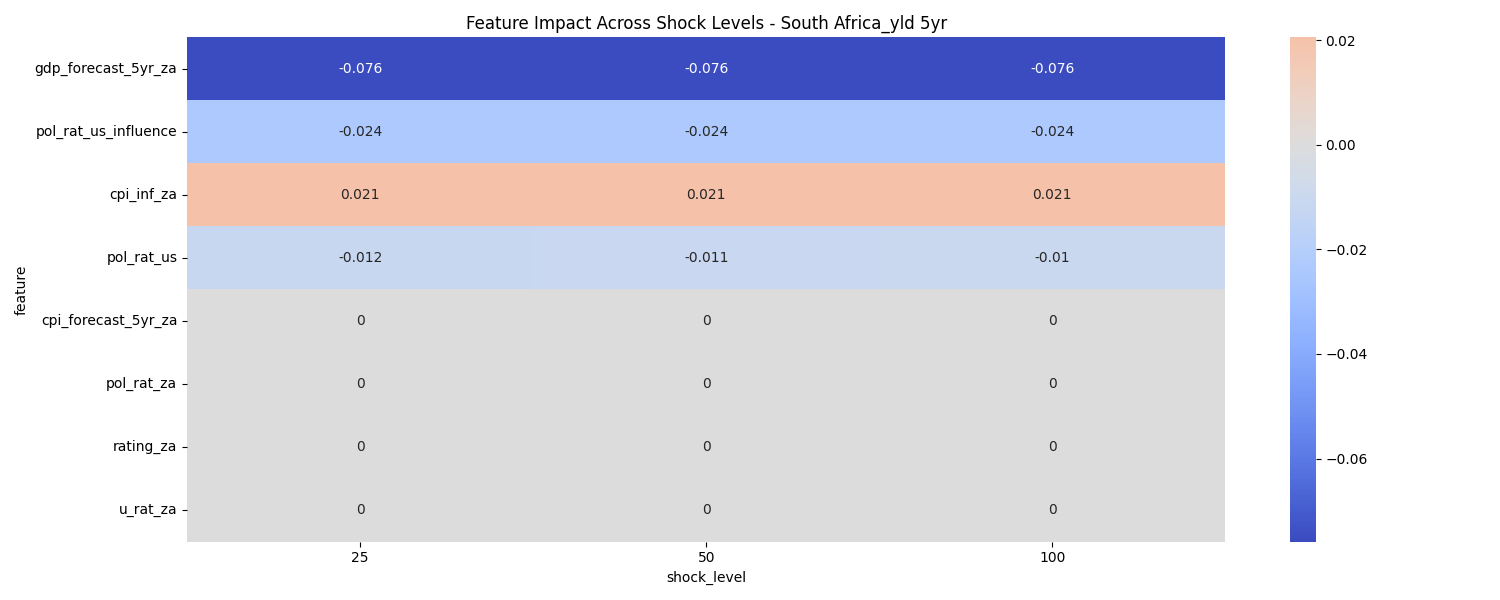 Feature Impact Across Shock Levels - South Africa_yld 5yr
feature
gdp_forecast_5yr_za -0.076 -0.076 -0.076
pol_rat_us_influence -0.024 -0.024 -0.024
cpi_inf_za 0.021 0.021 0.021
pol_rat_us -0.012 -0.011 -0.01
cpi_forecast_5yr_za 0 0 0
pol_rat_za 0 0 0
rating_za 0 0 0
u_rat_za 0 0 0
25 50 100
shock_level
0.02
0.00
−0.02
−0.04
−0.06